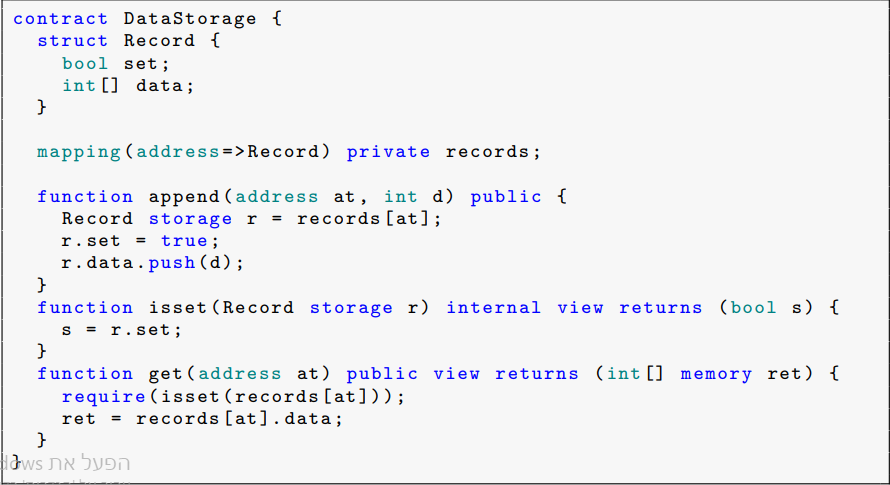 contract DataStorage {
  struct Record {
    bool set;
    int[] data;
  }

  mapping(address=>Record) private records;

  function append(address at, int d) public {
    Record storage r = records[at];
    r.set = true;
    r.data.push(d);
  }
  function isset(Record storage r) internal view returns (bool s) {
    s = r.set;
  }
  function get(address at) public view returns (int[] memory ret) {
    require(isset(records[at]));
    ret = records[at].data;
  }
}
הפעל את dows